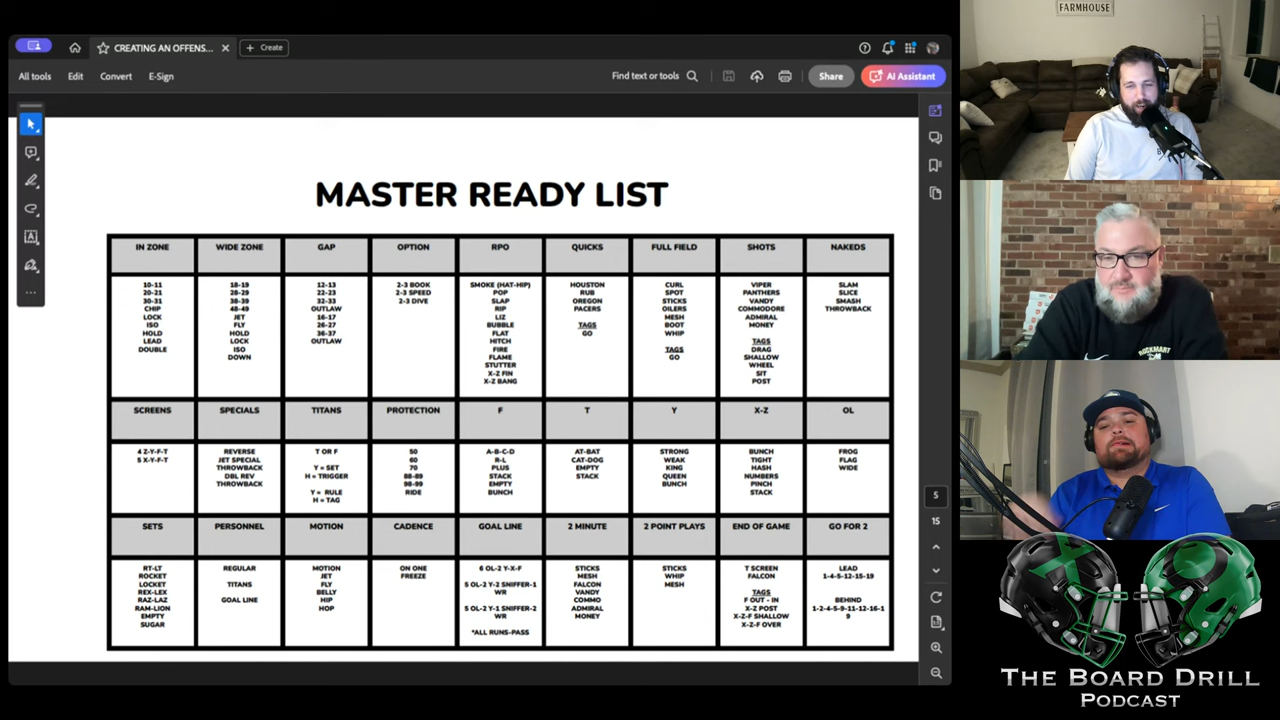 CREATING AN OFFENS...
Create
All tools
Edit
Convert
E-Sign
Find text or tools
Share
AI Assistant
MASTER READY LIST
IN ZONE
WIDE ZONE
GAP
OPTION
RPO
QUICKS
FULL FIELD
SHOTS
NAKEDS
10-11
20-21
30-31
CHIP
LOCK
ISO
HOLD
LEAD
DOUBLE
18-19
28-29
38-39
48-49
JET
FLY
HOLD
LOCK
ISO
DOWN
12-13
22-23
32-33
OUTLAW
16-17
26-27
36-37
OUTLAW
2-3 BOOK
2-3 SPEED
2-3 DIVE
SMOKE (HAT-HIP)
POP
SLAP
RIP
LIZ
BUBBLE
FLAT
HITCH
FIRE
FLAME
STUTTER
X-Z FIN
X-Z BANG
HOUSTON
RUB
OREGON
PACERS
TAGS
GO
CURL
SPOT
STICKS
OILERS
MESH
BOOT
WHIP
TAGS
GO
VIPER
PANTHERS
VANDY
COMMODORE
ADMIRAL
MONEY
TAGS
DRAG
SHALLOW
WHEEL
SIT
POST
SLAM
SLICE
SMASH
THROWBACK
SCREENS
SPECIALS
TITANS
PROTECTION
F
T
Y
X-Z
OL
4 Z-Y-F-T
5 X-Y-F-T
REVERSE
JET SPECIAL
THROWBACK
DBL REV
THROWBACK
T OR F
Y = SET
H = TRIGGER
Y = RULE
H = TAG
50
60
70
88-89
98-99
RIDE
A-B-C-D
R-L
PLUS
STACK
EMPTY
BUNCH
AT-BAT
CAT-DOG
EMPTY
STACK
STRONG
WEAK
KING
QUEEN
BUNCH
BUNCH
TIGHT
HASH
NUMBERS
PINCH
STACK
FROG
FLAG
WIDE
SETS
PERSONNEL
MOTION
CADENCE
GOAL LINE
2 MINUTE
2 POINT PLAYS
END OF GAME
GO FOR 2
RT-LT
ROCKET
LOCKET
REX-LEX
RAZ-LAZ
RAM-LION
EMPTY
SUGAR
REGULAR
TITANS
GOAL LINE
MOTION
JET
FLY
BELLY
HIP
HOP
ON ONE
FREEZE
6 OL-2 Y-X-F
5 OL-2 Y-2 SNIFFER-1
WR
5 OL-2 Y-1 SNIFFER-2
WR
*ALL RUNS-PASS
STICKS
MESH
FALCON
VANDY
COMMO
ADMIRAL
MONEY
STICKS
WHIP
MESH
T SCREEN
FALCON
TAGS
F OUT - IN
X-Z POST
X-Z-F SHALLOW
X-Z-F OVER
LEAD
1-4-5-12-15-19
BEHIND
1-2-4-5-9-11-12-16-1
9
5
15
FARMHOUSE
ROCKMART
THE BOARD DRILL
PODCAST